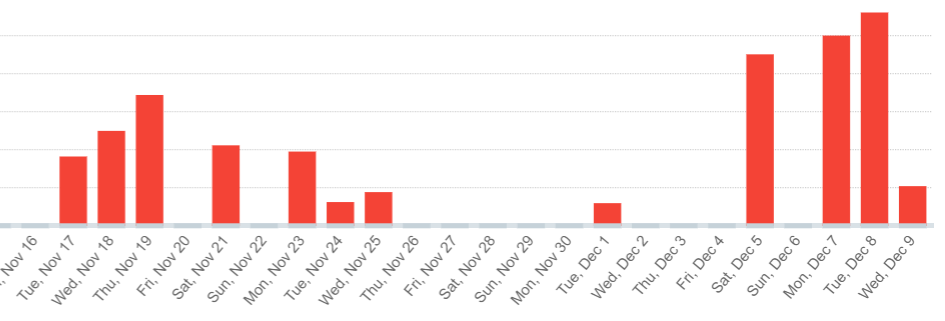 , Nov 16
Tue, Nov 17
Wed, Nov 18
Thu, Nov 19
Fri, Nov 20
Sat, Nov 21
Sun, Nov 22
Mon, Nov 23
Tue, Nov 24
Wed, Nov 25
Thu, Nov 26
Fri, Nov 27
Sat, Nov 28
Sun, Nov 29
Mon, Nov 30
Tue, Dec 1
Wed, Dec 2
Thu, Dec 3
Fri, Dec 4
Sat, Dec 5
Sun, Dec 6
Mon, Dec 7
Tue, Dec 8
Wed, Dec 9